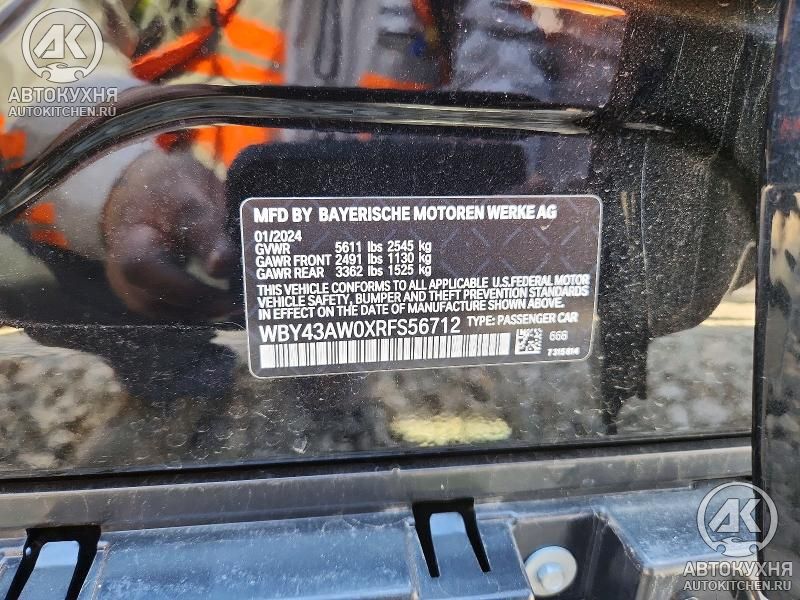 АК
АВТОКУХНЯ
AUTOKITCHEN.RU
MFD BY BAYERISCHE MOTOREN WERKE AG
01/2024
GVWR 5611 lbs 2545 kg
GAWR FRONT 2491 lbs 1130 kg
GAWR REAR 3362 lbs 1525 kg
THIS VEHICLE CONFORMS TO ALL APPLICABLE U.S.FEDERAL MOTOR
VEHICLE SAFETY, BUMPER AND THEFT PREVENTION STANDARDS
IN EFFECT ON THE DATE OF MANUFACTURE SHOWN ABOVE.
WBY43AW0XRFS56712 TYPE: PASSENGER CAR
666
7315814
АК
АВТОКУХНЯ
AUTOKITCHEN.RU